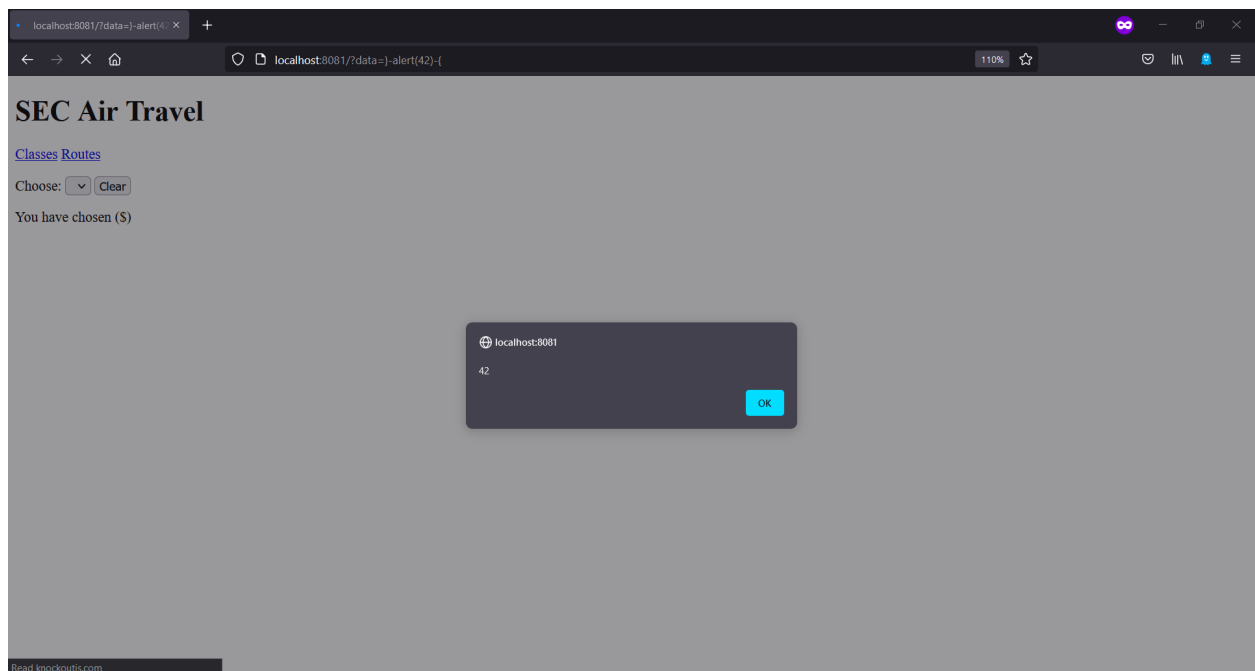 localhost:8081/?data=}-alert(42
localhost:8081/?data=}-alert(42)-{
110%
SEC Air Travel
Classes Routes
Choose: Clear
You have chosen ($)
localhost:8081
42
OK
Read knockoutjs.com